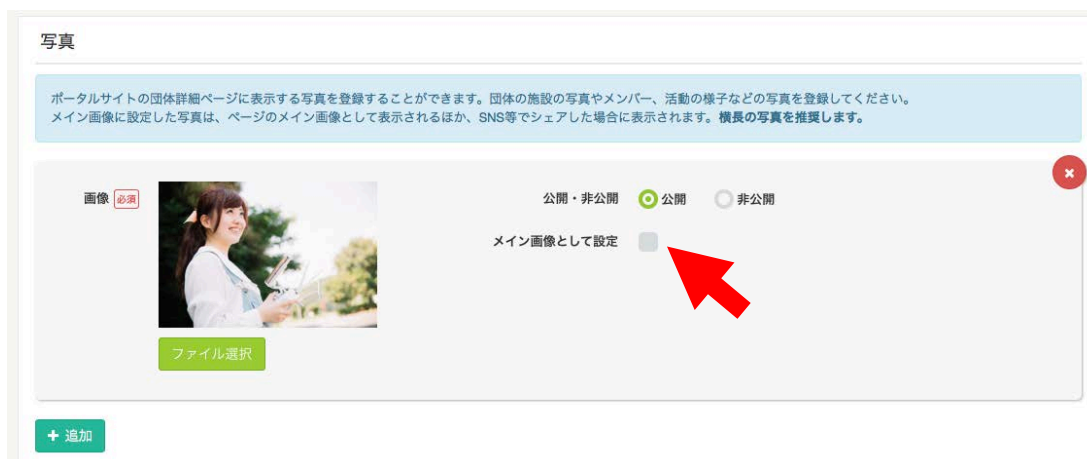 写真
ポータルサイトの団体詳細ページに表示する写真を登録することができます。団体の施設の写真やメンバー、活動の様子などの写真を登録してください。
メイン画像に設定した写真は、ページのメイン画像として表示されるほか、SNS等でシェアした場合に表示されます。横長の写真を推奨します。
画像 必須
公開・非公開 公開 非公開
メイン画像として設定
ファイル選択
+ 追加